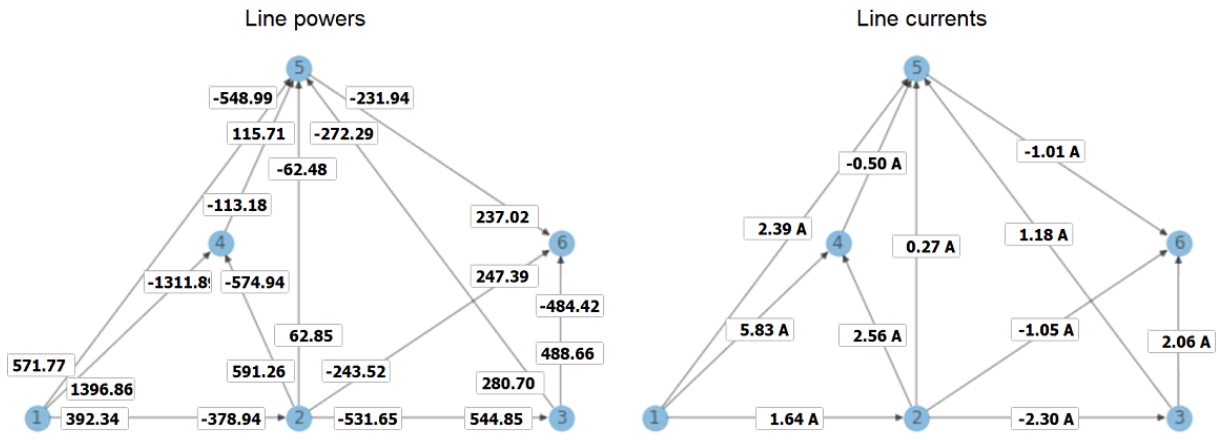 Line powers
Line currents
5
5
-548.99
-231.94
115.71
-272.29
-1.01 A
-62.48
-0.50 A
-113.18
237.02
2.39 A
1.18 A
4
6
4
0.27 A
6
-1311.8
-574.94
247.39
-484.42
62.85
5.83 A
2.56 A
-1.05 A
488.66
2.06 A
571.77
591.26
-243.52
280.70
1396.86
1
392.34
-378.94
2
-531.65
544.85
3
1
1.64 A
2
-2.30 A
3